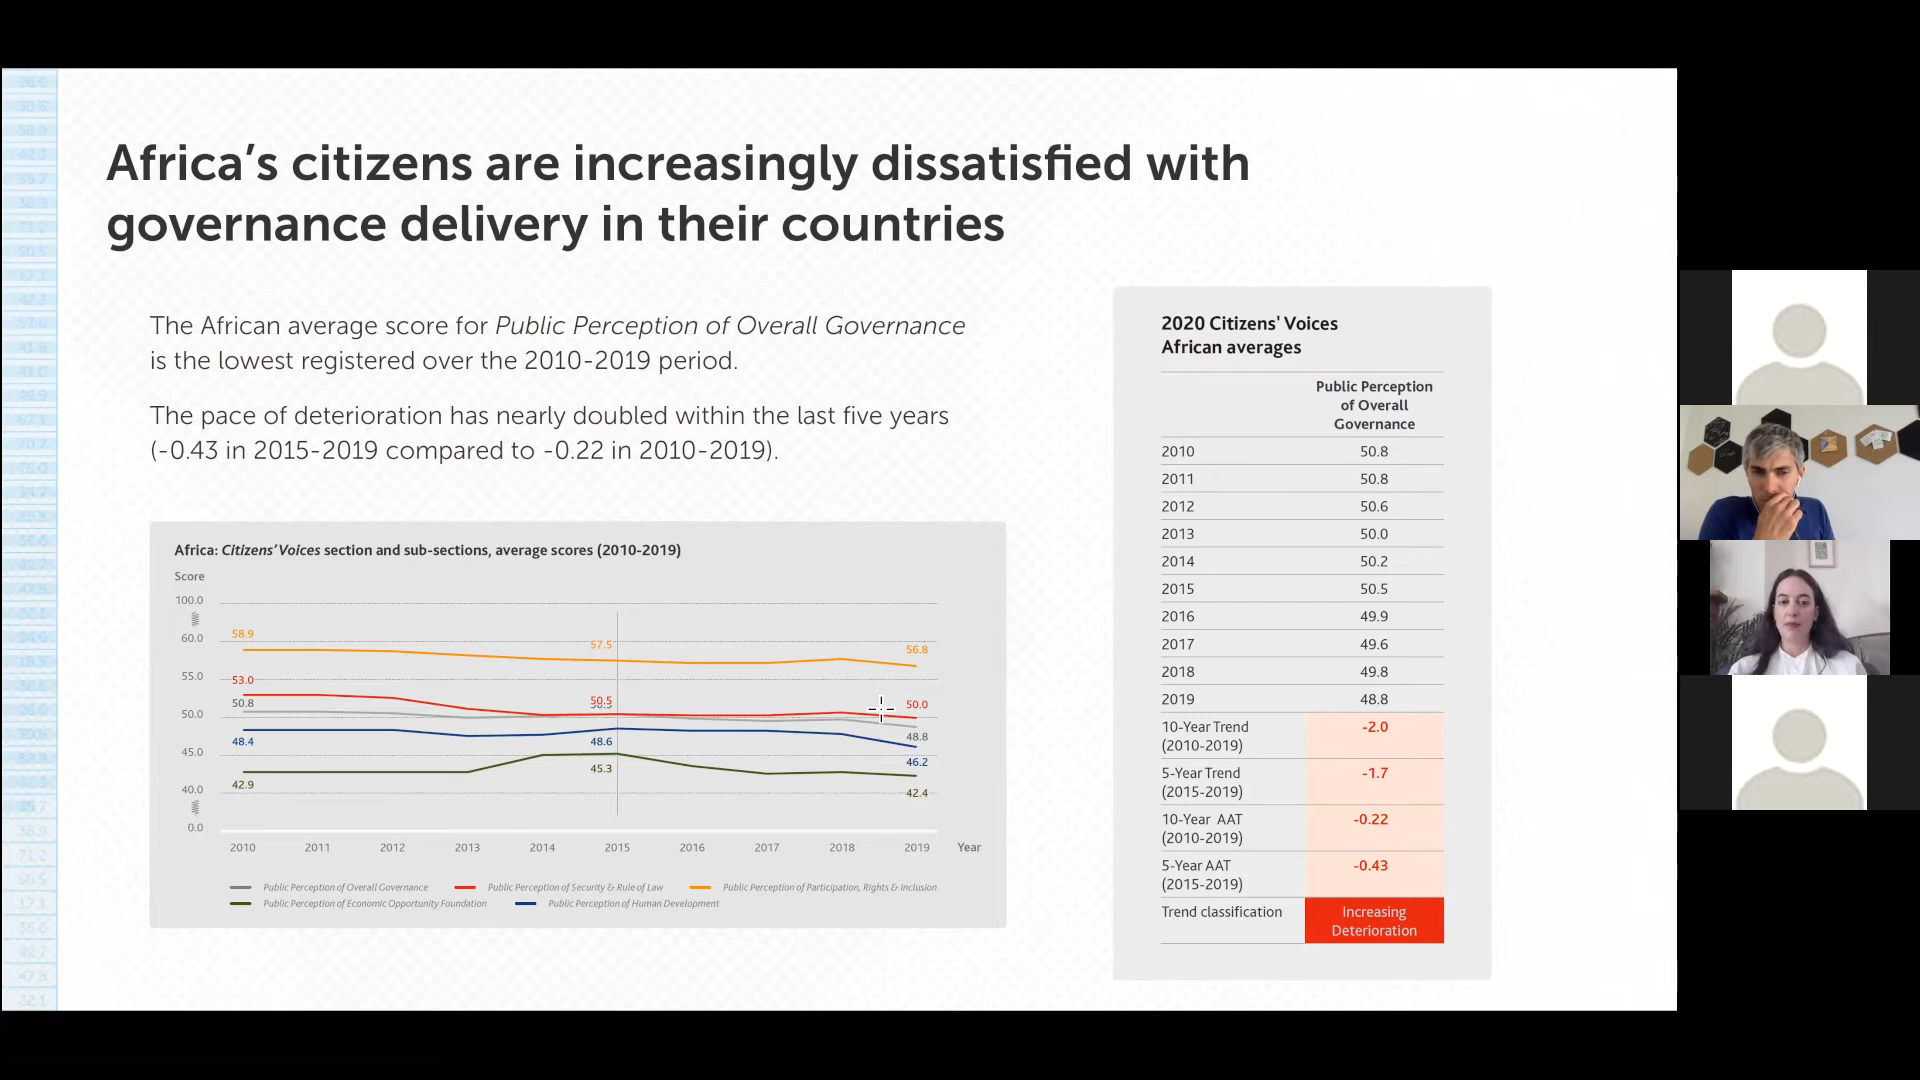 Africa's citizens are increasingly dissatisfied with
governance delivery in their countries
The African average score for Public Perception of Overall Governance
is the lowest registered over the 2010-2019 period.
The pace of deterioration has nearly doubled within the last five years
(-0.43 in 2015-2019 compared to -0.22 in 2010-2019).
Africa: Citizens' Voices section and sub-sections, average scores (2010-2019)
Score
100.0
60.0
55.0
50.0
45.0
40.0
0.0
58.9
57.5
56.8
53.0
50.5
50.0
50.8
48.8
48.4
48.6
46.2
42.9
45.3
42.4
2010 2011 2012 2013 2014 2015 2016 2017 2018 2019 Year
Public Perception of Overall Governance Public Perception of Security & Rule of Law Public Perception of Participation, Rights & Inclusion
Public Perception of Economic Opportunity Foundation Public Perception of Human Development
2020 Citizens' Voices
African averages
Public Perception
of Overall
Governance
2010 50.8
2011 50.8
2012 50.6
2013 50.0
2014 50.2
2015 50.5
2016 49.9
2017 49.6
2018 49.8
2019 48.8
10-Year Trend
(2010-2019) -2.0
5-Year Trend
(2015-2019) -1.7
10-Year AAT
(2010-2019) -0.22
5-Year AAT
(2015-2019) -0.43
Trend classification Increasing
Deterioration